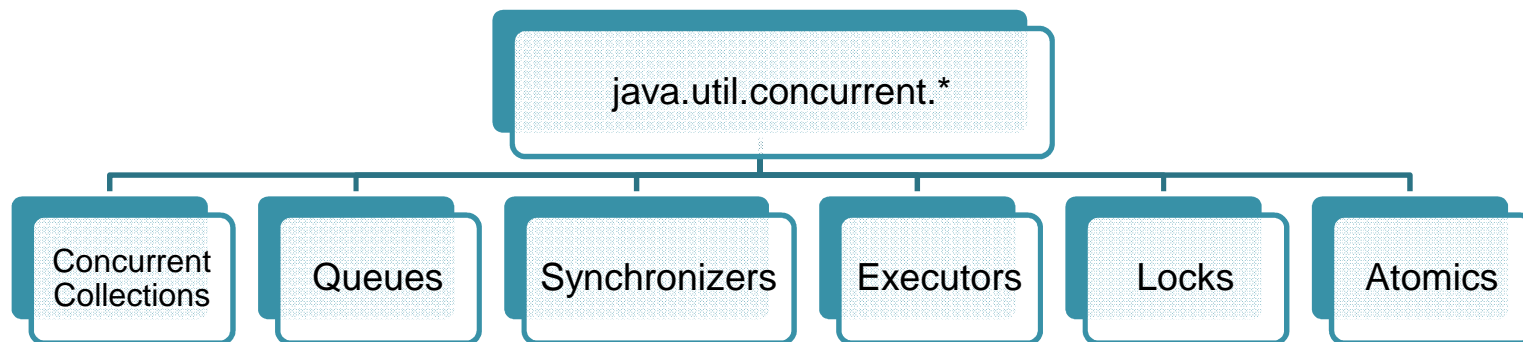 java.util.concurrent.*
Concurrent
Collections
Queues
Synchronizers
Executors
Locks
Atomics